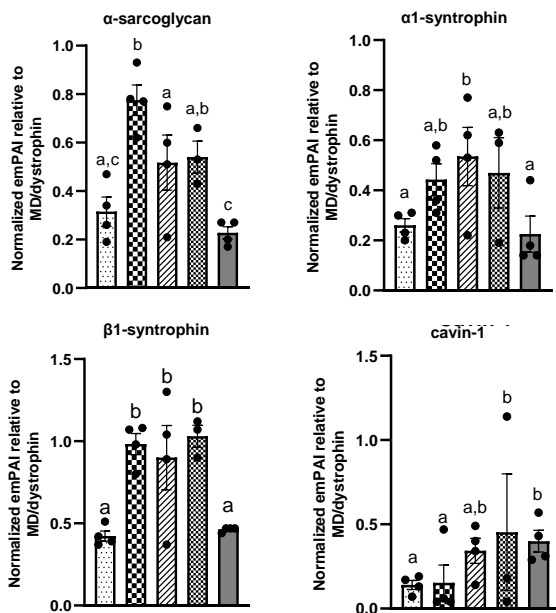 α-sarcoglycan
Normalized emPAI relative to
MD/dystrophin
1.0
0.8
0.6
0.4
0.2
0.0
a,c
b
a
a,b
c
α1-syntrophin
Normalized emPAI relative to
MD/dystrophin
1.0
0.8
0.6
0.4
0.2
0.0
a
a,b
b
a,b
a
β1-syntrophin
Normalized emPAI relative to
MD/dystrophin
1.5
1.0
0.5
0.0
a
b
b
b
a
cavin-1
Normalized emPAI relative to
MD/dystrophin
1.5
1.0
0.5
0.0
a
a
a,b
b
b